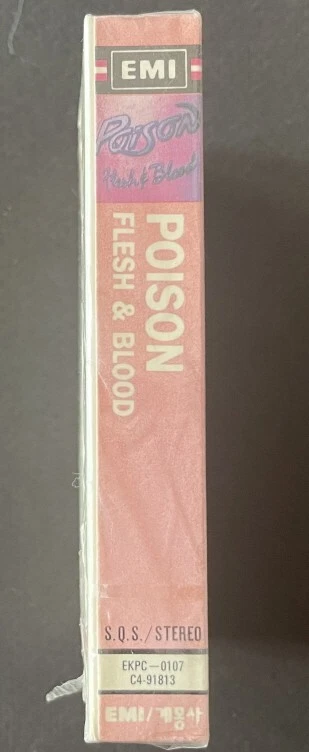 EMI
Poison
Flesh & Blood
POISON
FLESH & BLOOD
S.Q.S./STEREO
EKPC-0107
C4-91813
EMI/계몽사